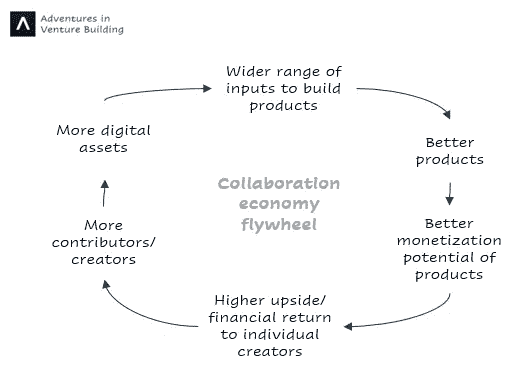 Adventures in
Venture Building
Wider range of
inputs to build
products
Better
products
Better
monetization
potential of
products
Higher upside/
financial return
to individual
creators
More
contributors/
creators
More digital
assets
Collaboration
economy
flywheel